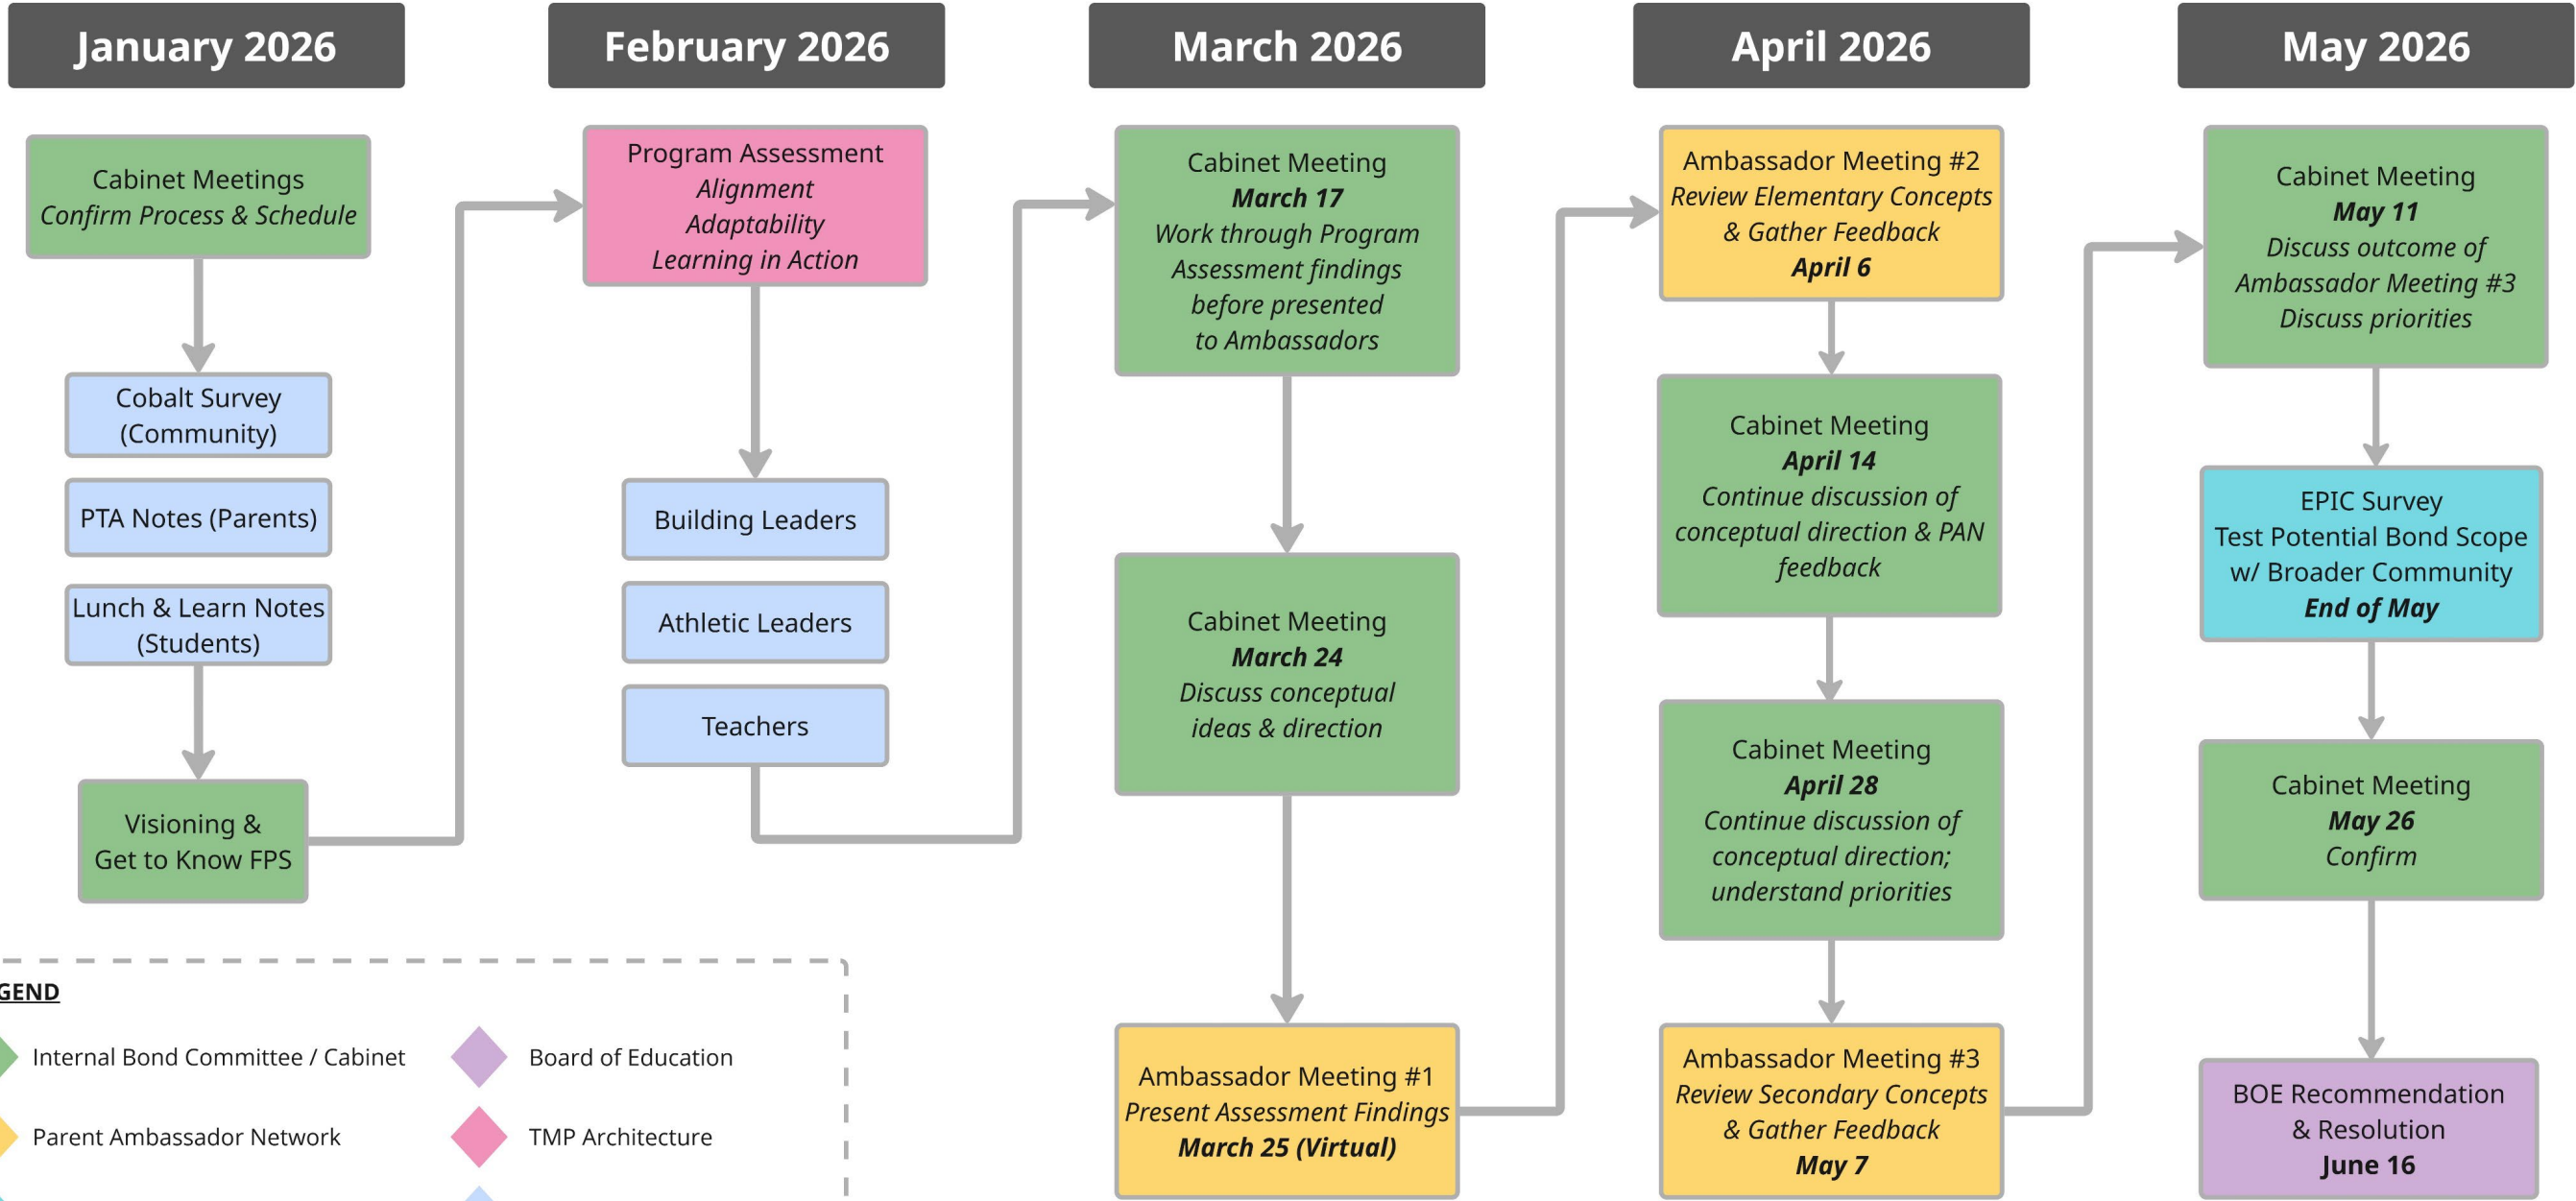 January 2026
Cabinet Meetings
Confirm Process & Schedule
Cobalt Survey
(Community)
PTA Notes (Parents)
Lunch & Learn Notes
(Students)
Visioning &
Get to Know FPS
February 2026
Program Assessment
Alignment
Adaptability
Learning in Action
Building Leaders
Athletic Leaders
Teachers
March 2026
Cabinet Meeting
March 17
Work through Program
Assessment findings
before presented
to Ambassadors
Cabinet Meeting
March 24
Discuss conceptual
ideas & direction
Ambassador Meeting #1
Present Assessment Findings
March 25 (Virtual)
April 2026
Ambassador Meeting #2
Review Elementary Concepts
& Gather Feedback
April 6
Cabinet Meeting
April 14
Continue discussion of
conceptual direction & PAN
feedback
Cabinet Meeting
April 28
Continue discussion of
conceptual direction;
understand priorities
Ambassador Meeting #3
Review Secondary Concepts
& Gather Feedback
May 7
May 2026
Cabinet Meeting
May 11
Discuss outcome of
Ambassador Meeting #3
Discuss priorities
EPIC Survey
Test Potential Bond Scope
w/ Broader Community
End of May
Cabinet Meeting
May 26
Confirm
BOE Recommendation
& Resolution
June 16
GEND
Internal Bond Committee / Cabinet
Parent Ambassador Network
Board of Education
TMP Architecture